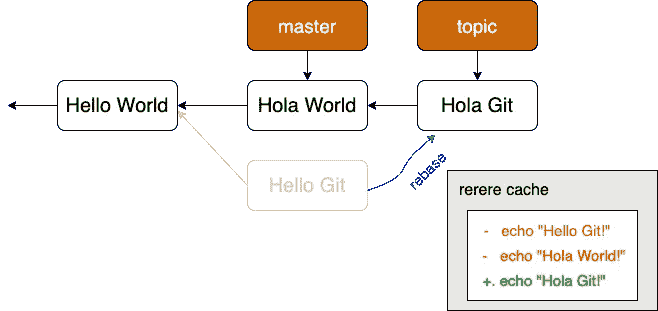 master
topic
Hello World
Hola World
Hola Git
Hello Git
rebase
rerere cache
- echo "Hello Git!"
- echo "Hola World!"
+. echo "Hola Git!"